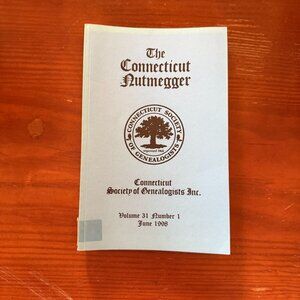 The
Connecticut
Nutmegger
CONNECTICUT SOCIETY
OF GENEALOGISTS
Connecticut
Society of Genealogists Inc.
Volume 31 Number 1
June 1998